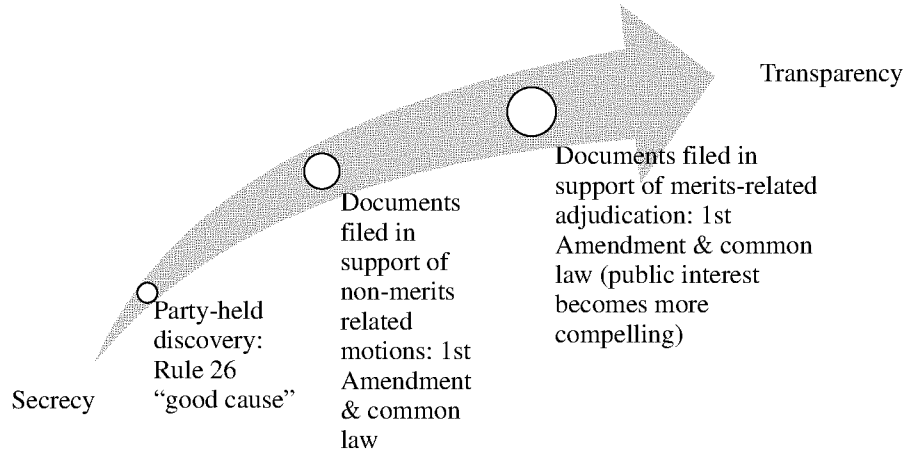 Transparency
Documents filed in
support of merits-related
adjudication: 1st
Amendment & common
law (public interest
becomes more
compelling)
Documents
filed in
support of
non-merits
related
motions: 1st
Amendment
& common
law
Party-held
discovery:
Rule 26
“good cause”
Secrecy